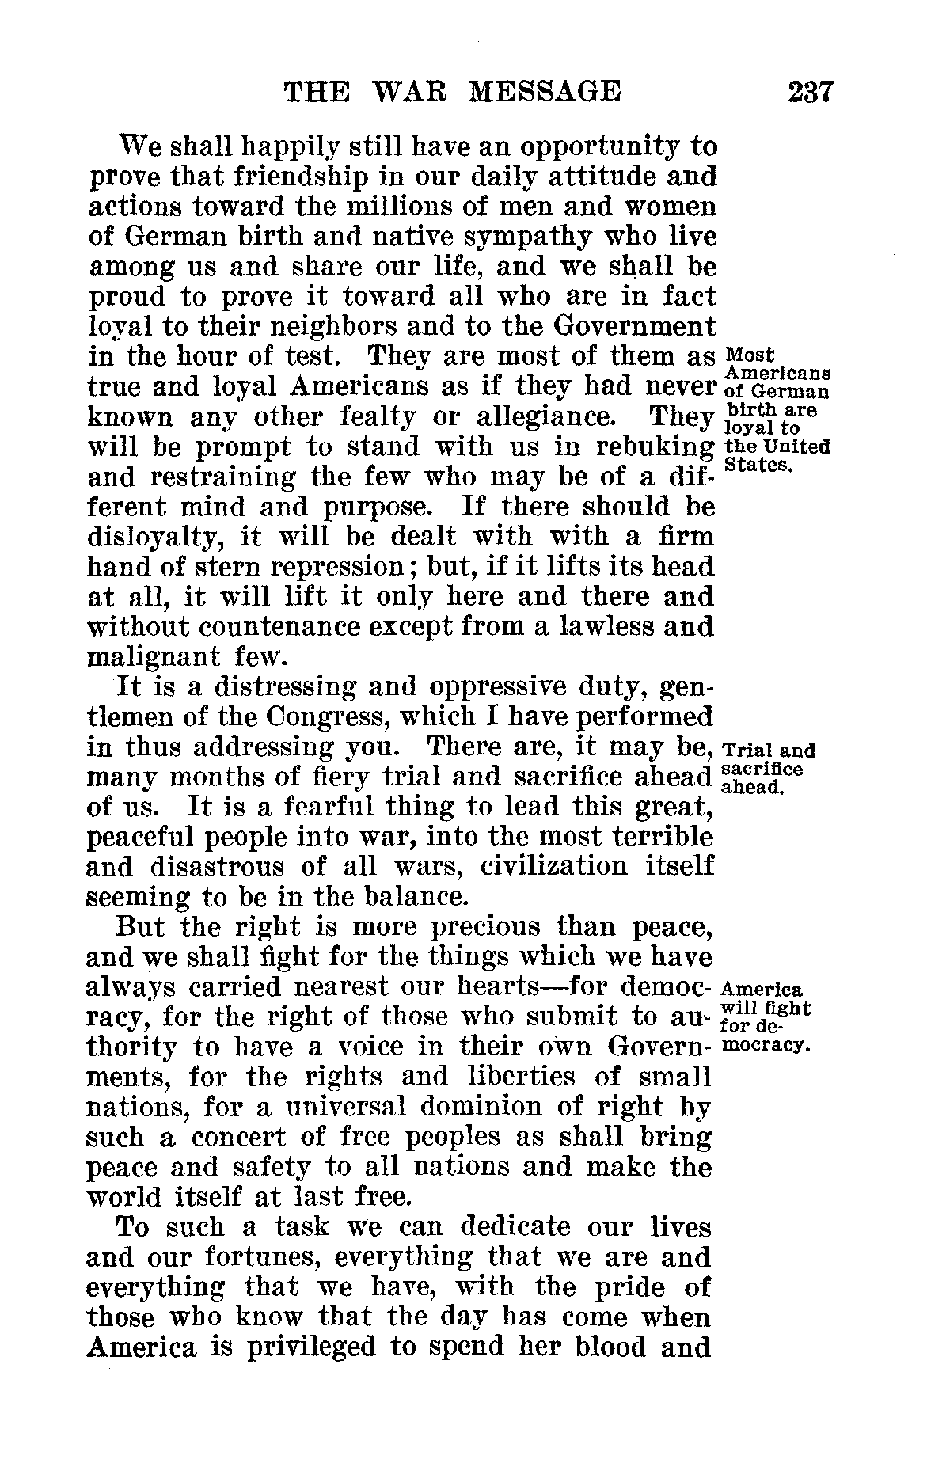 THE WAR MESSAGE 237
We shall happily still have an opportunity to
prove that friendship in our daily attitude and
actions toward the millions of men and women
of German birth and native sympathy who live
among us and share our life, and we shall be
proud to prove it toward all who are in fact
loyal to their neighbors and to the Government
in the hour of test. They are most of them as
true and loyal Americans as if they had never
known any other fealty or allegiance. They
will be prompt to stand with us in rebuking
and restraining the few who may be of a dif-
ferent mind and purpose. If there should be
disloyalty, it will be dealt with with a firm
hand of stern repression; but, if it lifts its head
at all, it will lift it only here and there and
without countenance except from a lawless and
malignant few.
Most
Americans
of German
birth are
loyal to
the United
States.
It is a distressing and oppressive duty, gen-
tlemen of the Congress, which I have performed
in thus addressing you. There are, it may be,
many months of fiery trial and sacrifice ahead
of us. It is a fearful thing to lead this great,
peaceful people into war, into the most terrible
and disastrous of all wars, civilization itself
seeming to be in the balance.
Trial and
sacrifice
ahead.
But the right is more precious than peace,
and we shall fight for the things which we have
always carried nearest our hearts—for democ-
racy, for the right of those who submit to au-
thority to have a voice in their own Govern-
ments, for the rights and liberties of small
nations, for a universal dominion of right by
such a concert of free peoples as shall bring
peace and safety to all nations and make the
world itself at last free.
America
will fight
for de-
mocracy.
To such a task we can dedicate our lives
and our fortunes, everything that we are and
everything that we have, with the pride of
those who know that the day has come when
America is privileged to spend her blood and